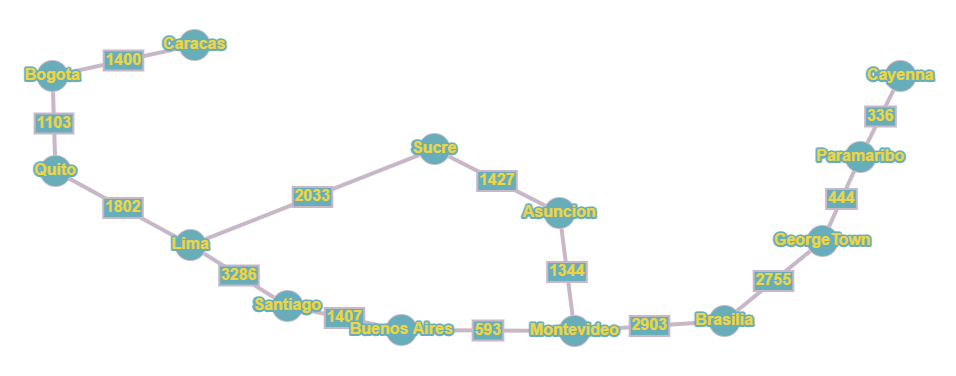 Caracas
1400
Bogota
Cayenna
336
1103
Sucre
Paramaribo
Quito
1427
2033
444
1802
Asuncion
Lima
GeorgeTown
1344
3286
2755
Santiago
1407
Buenos Aires
593
Montevideo
2903
Brasilia